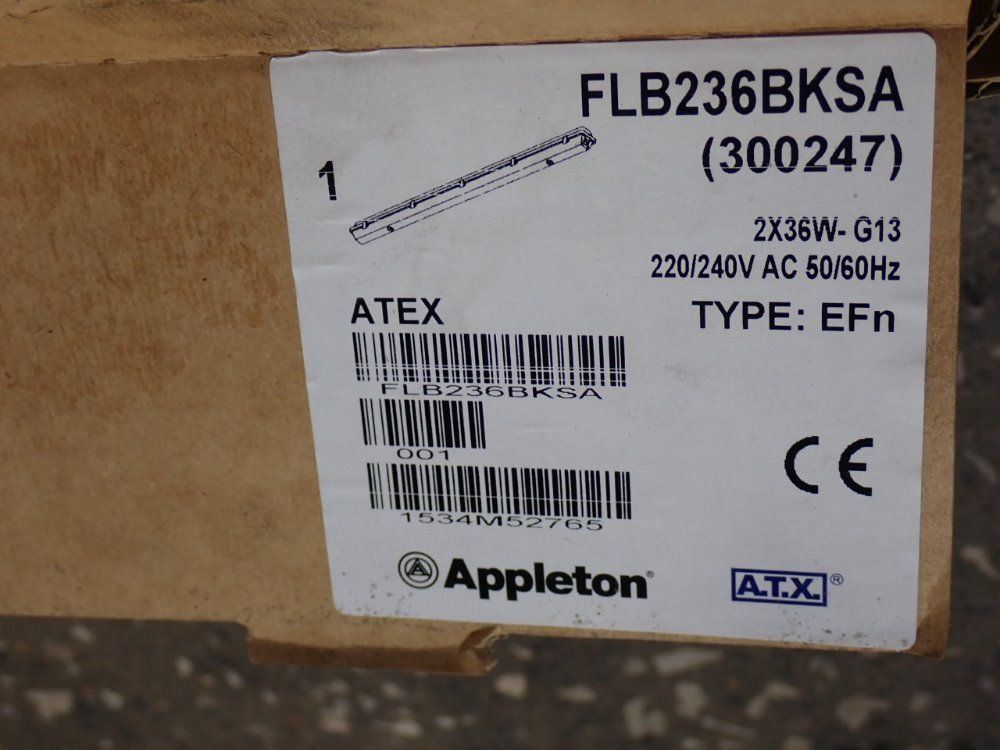 FLB236BKSA
(300247)
1
2X36W- G13
220/240V AC 50/60Hz
ATEX
TYPE: EFn
FLB236BKSA
001
1534M52765
CE
A Appleton®
A.T.X.®